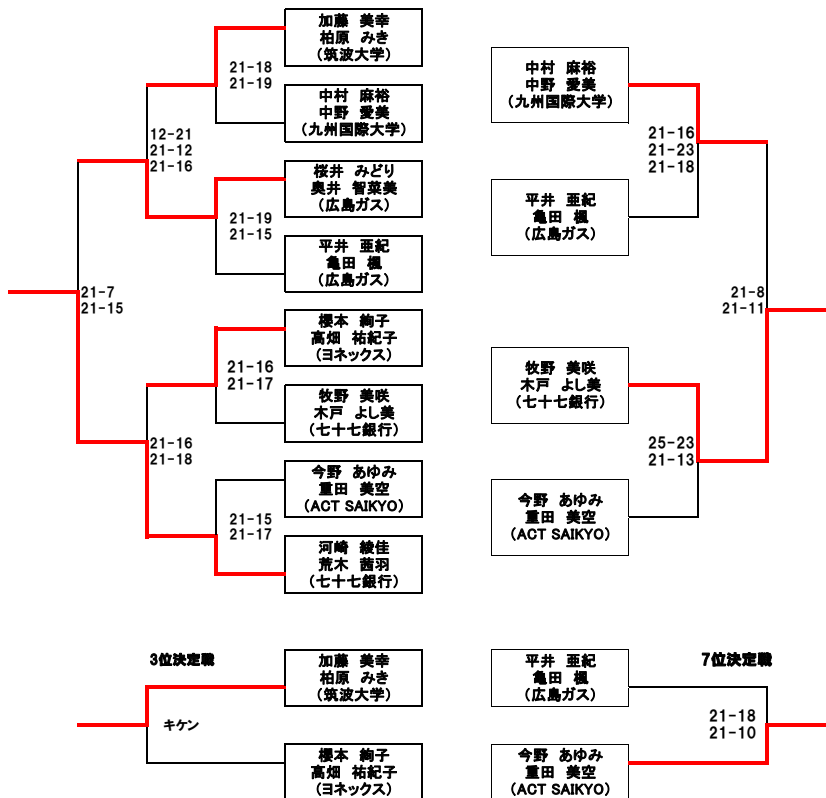 加藤 美幸
柏原 みき
(筑波大学)
21-18
21-19
中村 麻裕
中野 愛美
(九州国際大学)
12-21
21-12
21-16
桜井 みどり
奥井 智菜美
(広島ガス)
21-19
21-15
平井 亜紀
亀田 楓
(広島ガス)
21-7
21-15
櫻本 絢子
高畑 祐紀子
(ヨネックス)
21-16
21-17
牧野 美咲
木戸 よし美
(七十七銀行)
21-16
21-18
今野 あゆみ
重田 美空
(ACT SAIKYO)
21-15
21-17
河崎 綾佳
荒木 茜羽
(七十七銀行)
中村 麻裕
中野 愛美
(九州国際大学)
21-16
21-23
21-18
平井 亜紀
亀田 楓
(広島ガス)
21-8
21-11
牧野 美咲
木戸 よし美
(七十七銀行)
25-23
21-13
今野 あゆみ
重田 美空
(ACT SAIKYO)
3位決定戦
加藤 美幸
柏原 みき
(筑波大学)
キケン
櫻本 絢子
高畑 祐紀子
(ヨネックス)
平井 亜紀
亀田 楓
(広島ガス)
7位決定戦
21-18
21-10
今野 あゆみ
重田 美空
(ACT SAIKYO)